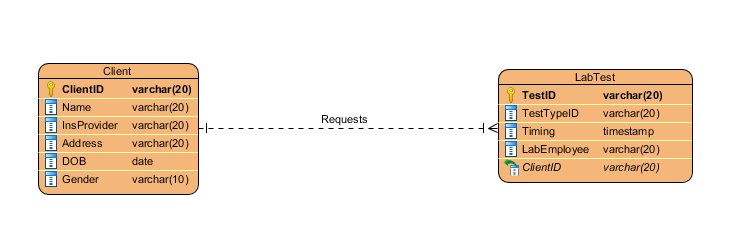 Client
ClientID varchar(20)
Name varchar(20)
InsProvider varchar(20)
Address varchar(20)
DOB date
Gender varchar(10)
Requests
LabTest
TestID varchar(20)
TestTypeID varchar(20)
Timing timestamp
LabEmployee varchar(20)
ClientID varchar(20)